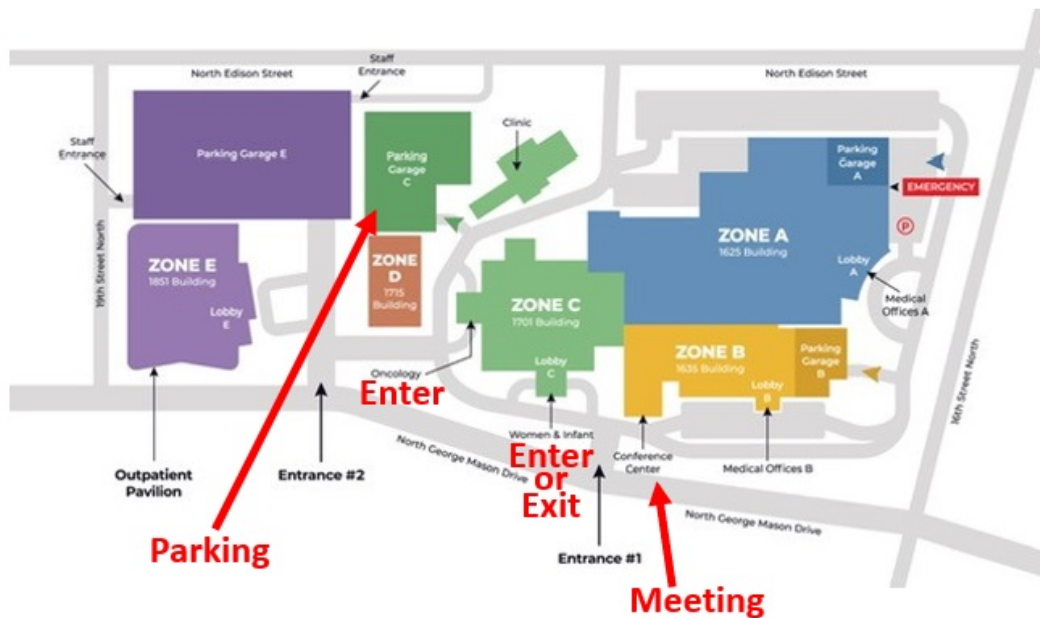 North Edison Street
Staff
Entrance
North Edison Street
Staff
Entrance
Parking Garage E
Parking
Garage
C
Clinic
Parking
Garage
A
EMERGENCY
P
ZONE E
1851 Building
Lobby
E
19th Street North
ZONE
D
1715
Building
ZONE C
1701 Building
Lobby
C
ZONE A
1625 Building
Lobby
A
Medical
Offices A
ZONE B
1635 Building
Lobby
B
Parking
Garage
B
16th Street North
Oncology
Enter
Women & Infant
Enter
or
Exit
Conference
Center
Medical Offices B
North George Mason Drive
Outpatient
Pavilion
Entrance #2
Parking
Entrance #1
North George Mason Drive
Meeting